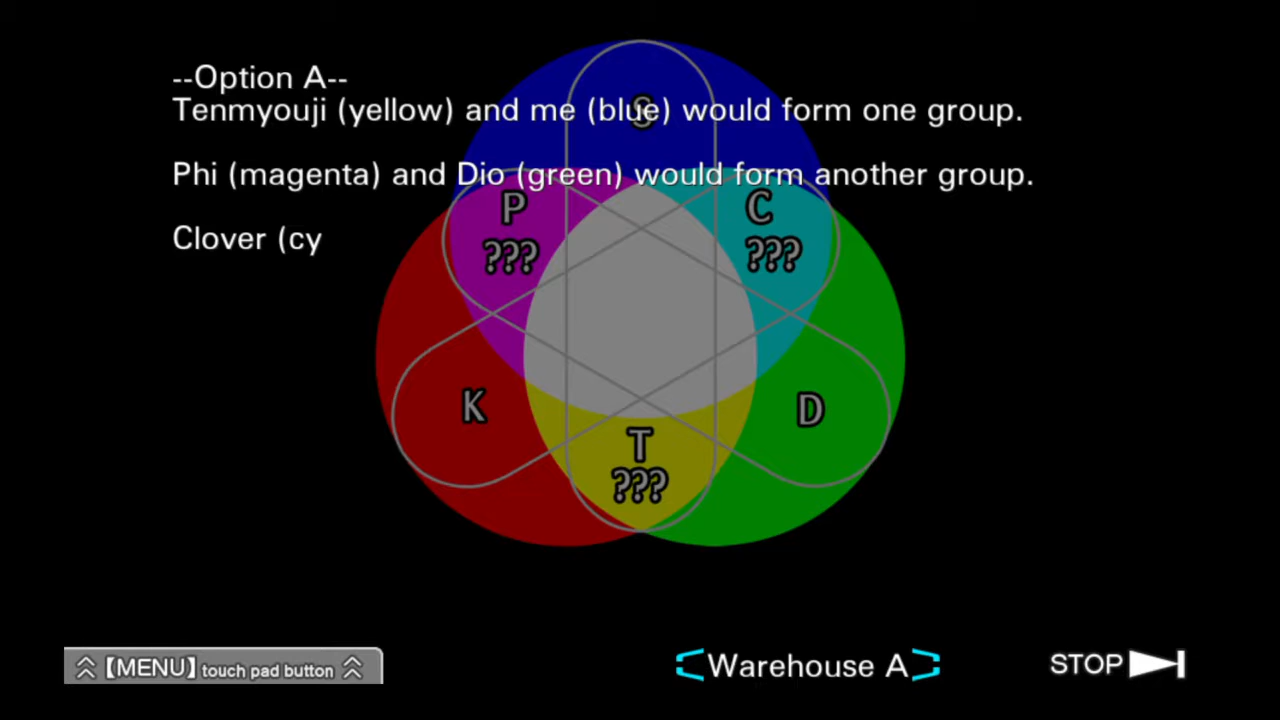 --Option A--
Tenmyouji (yellow) and me (blue) would form one group.
Phi (magenta) and Dio (green) would form another group.
Clover (cy
S
P
???
C
???
K
D
T
???
【MENU】touch pad button
Warehouse A
STOP